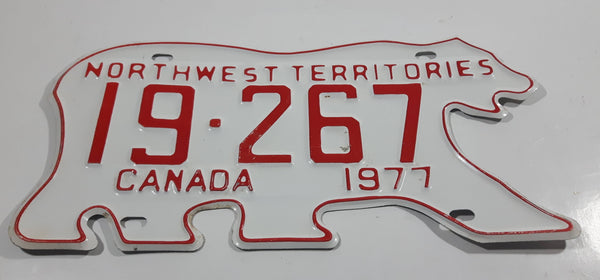 NORTHWEST TERRITORIES
19·267
CANADA 1977